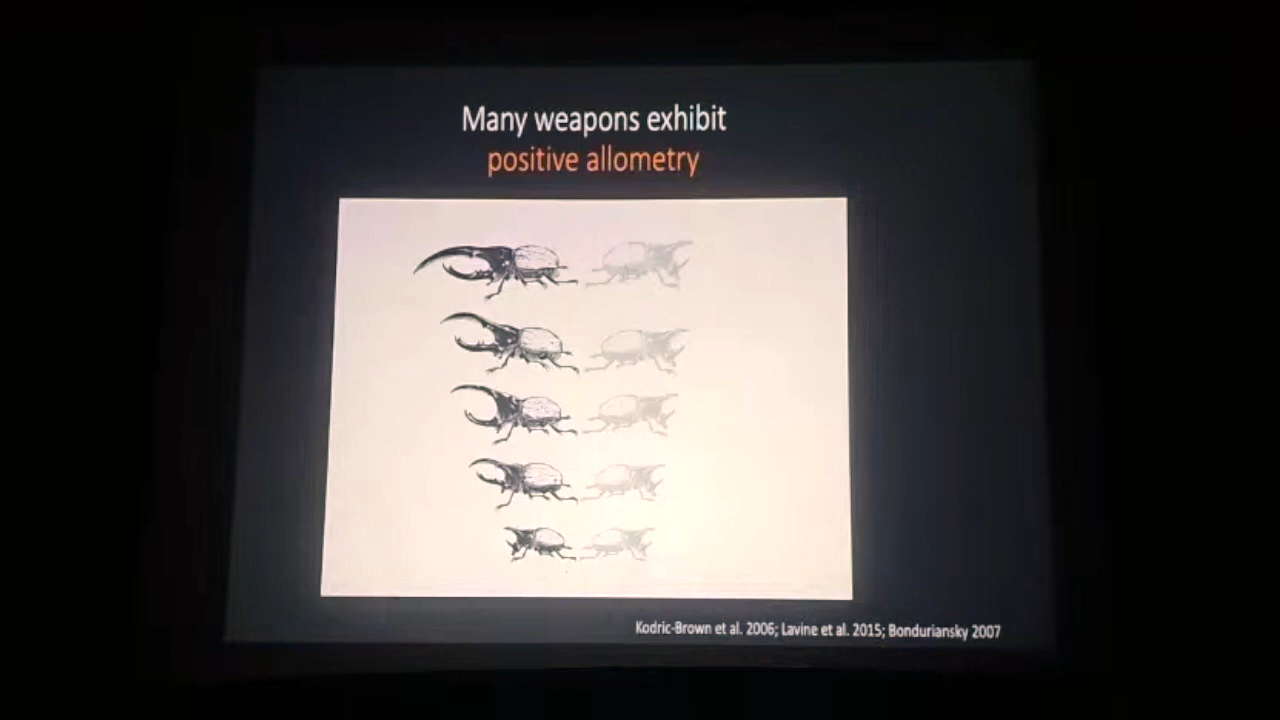 Many weapons exhibit
positive allometry
Kodric-Brown et al. 2006; Lavine et al. 2015; Bonduriansky 2007